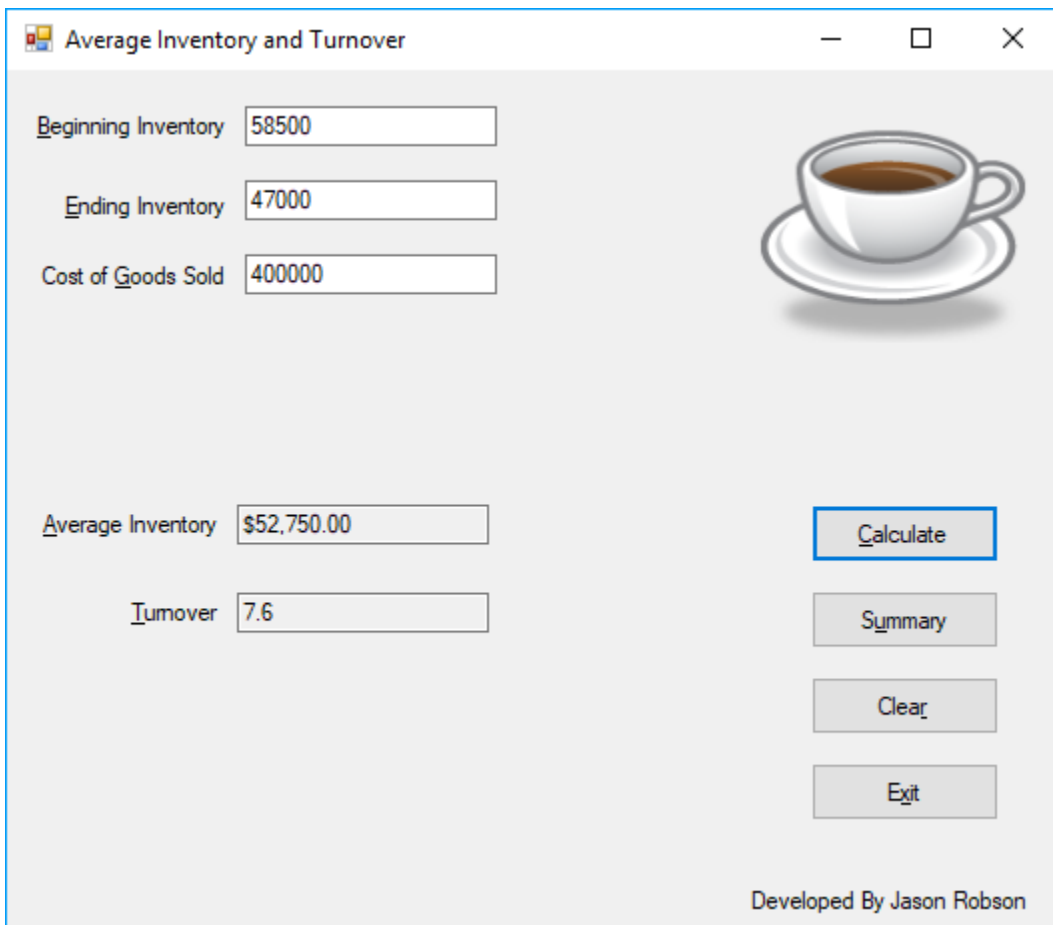 Average Inventory and Turnover
Beginning Inventory 58500
Ending Inventory 47000
Cost of Goods Sold 400000
Average Inventory $52,750.00
Calculate
Turnover 7.6
Summary
Clear
Exit
Developed By Jason Robson